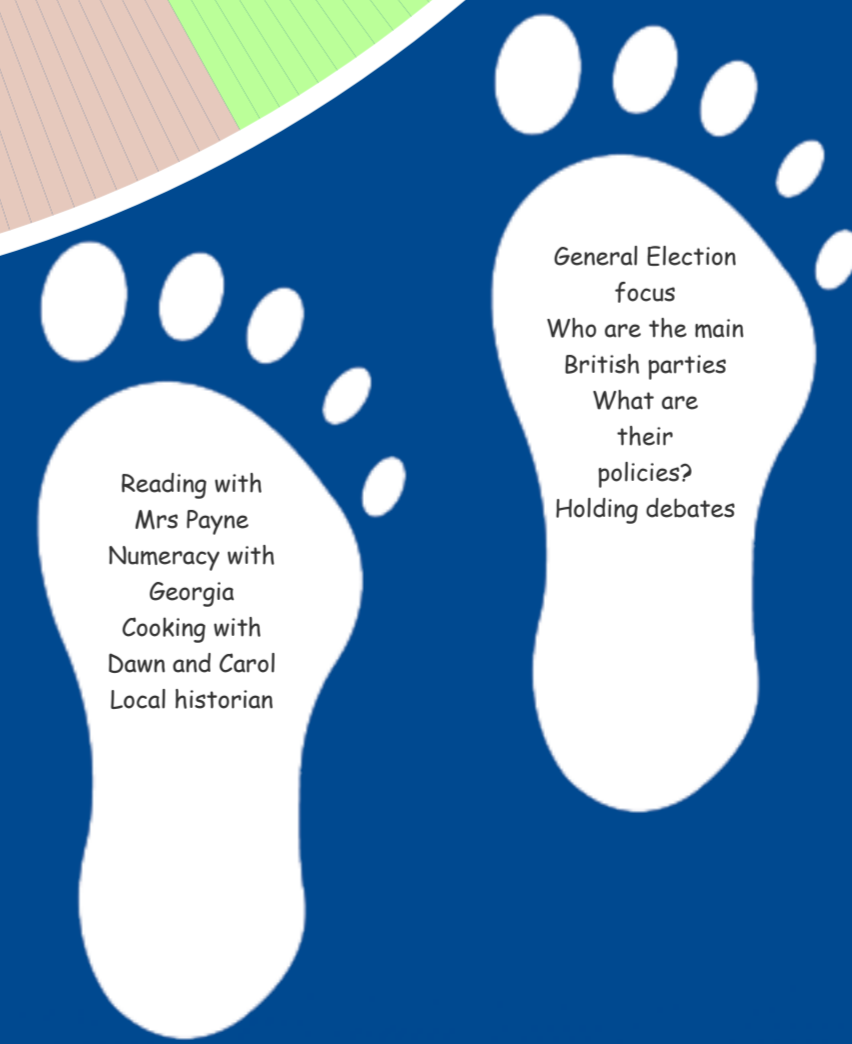 Reading with
Mrs Payne
Numeracy with
Georgia
Cooking with
Dawn and Carol
Local historian
General Election
focus
Who are the main
British parties
What are
their
policies?
Holding debates